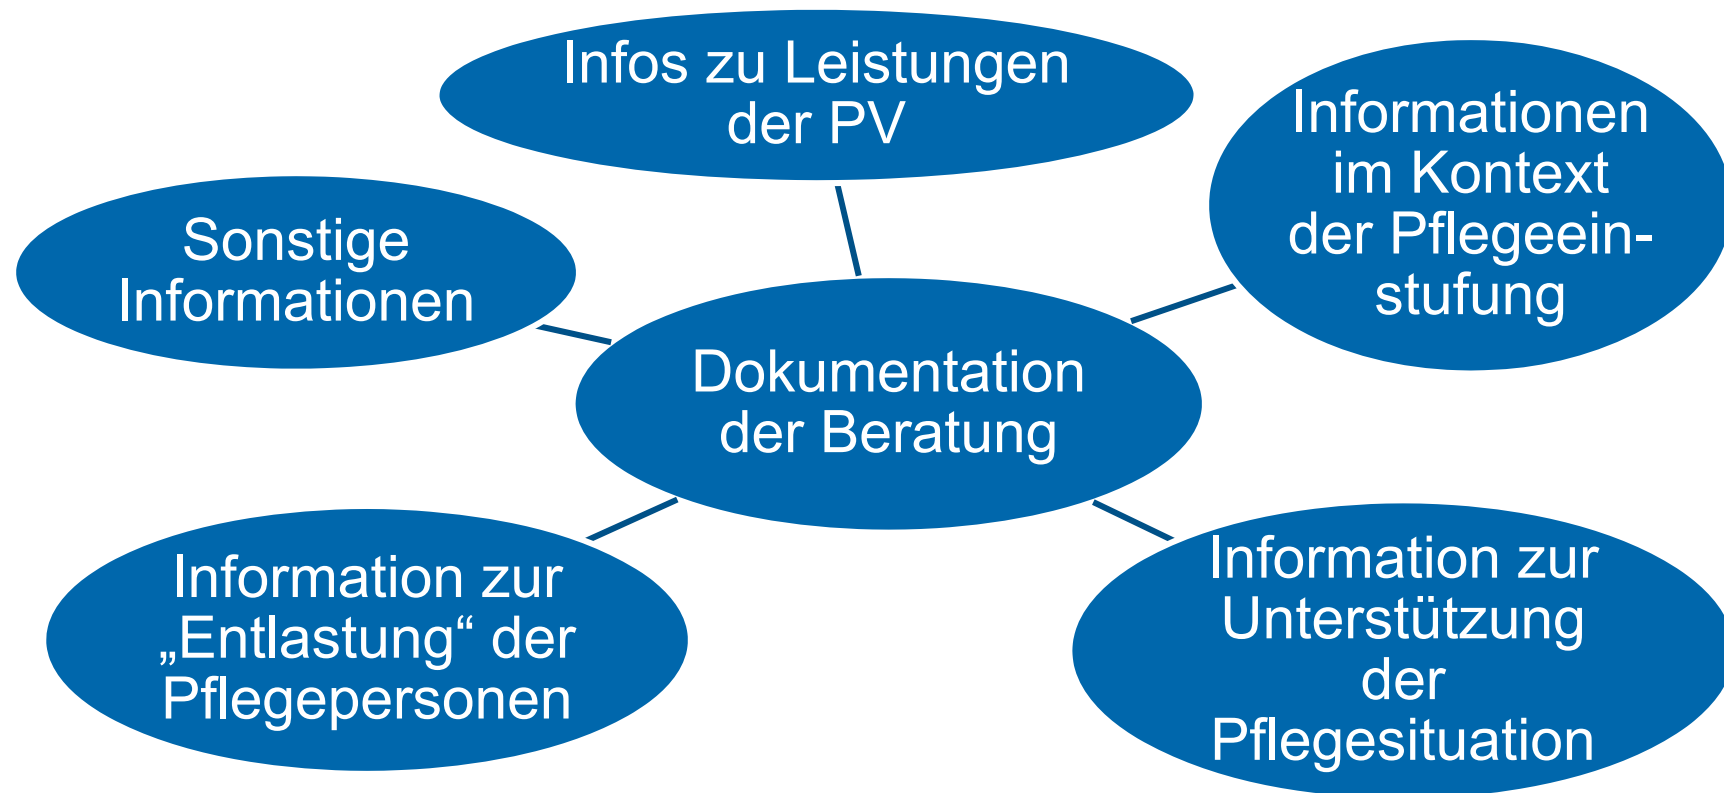 Infos zu Leistungen
der PV
Informationen
im Kontext
der Pflegeein-
stufung
Sonstige
Informationen
Dokumentation
der Beratung
Information zur
„Entlastung“ der
Pflegepersonen
Information zur
Unterstützung
der
Pflegesituation